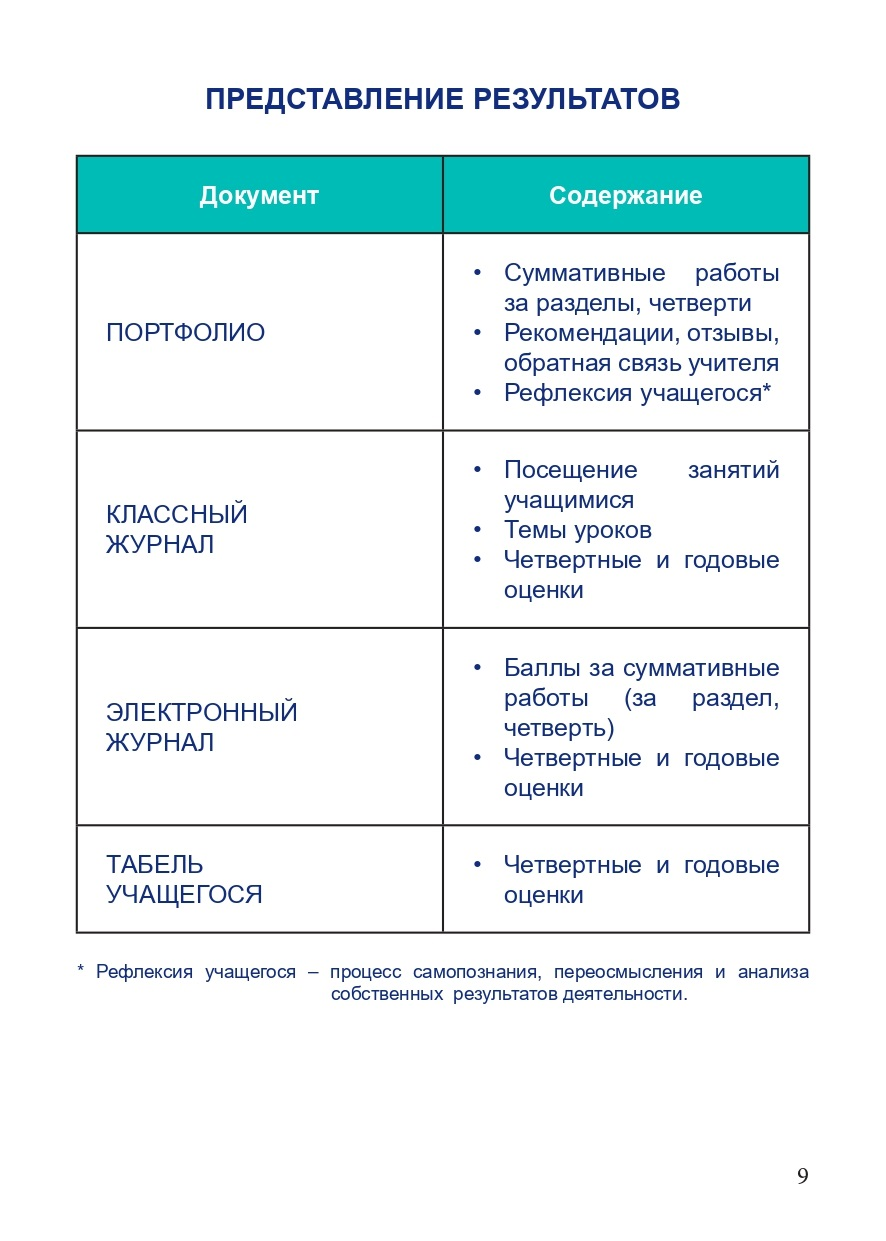 ПРЕДСТАВЛЕНИЕ РЕЗУЛЬТАТОВ
Документ
Содержание
ПОРТФОЛИО
• Суммативные работы
за разделы, четверти
• Рекомендации, отзывы,
обратная связь учителя
• Рефлексия учащегося*
КЛАССНЫЙ
ЖУРНАЛ
• Посещение занятий
учащимися
• Темы уроков
• Четвертные и годовые
оценки
ЭЛЕКТРОННЫЙ
ЖУРНАЛ
• Баллы за суммативные
работы (за раздел,
четверть)
• Четвертные и годовые
оценки
ТАБЕЛЬ
УЧАЩЕГОСЯ
• Четвертные и годовые
оценки
* Рефлексия учащегося – процесс самопознания, переосмысления и анализа
собственных результатов деятельности.
9